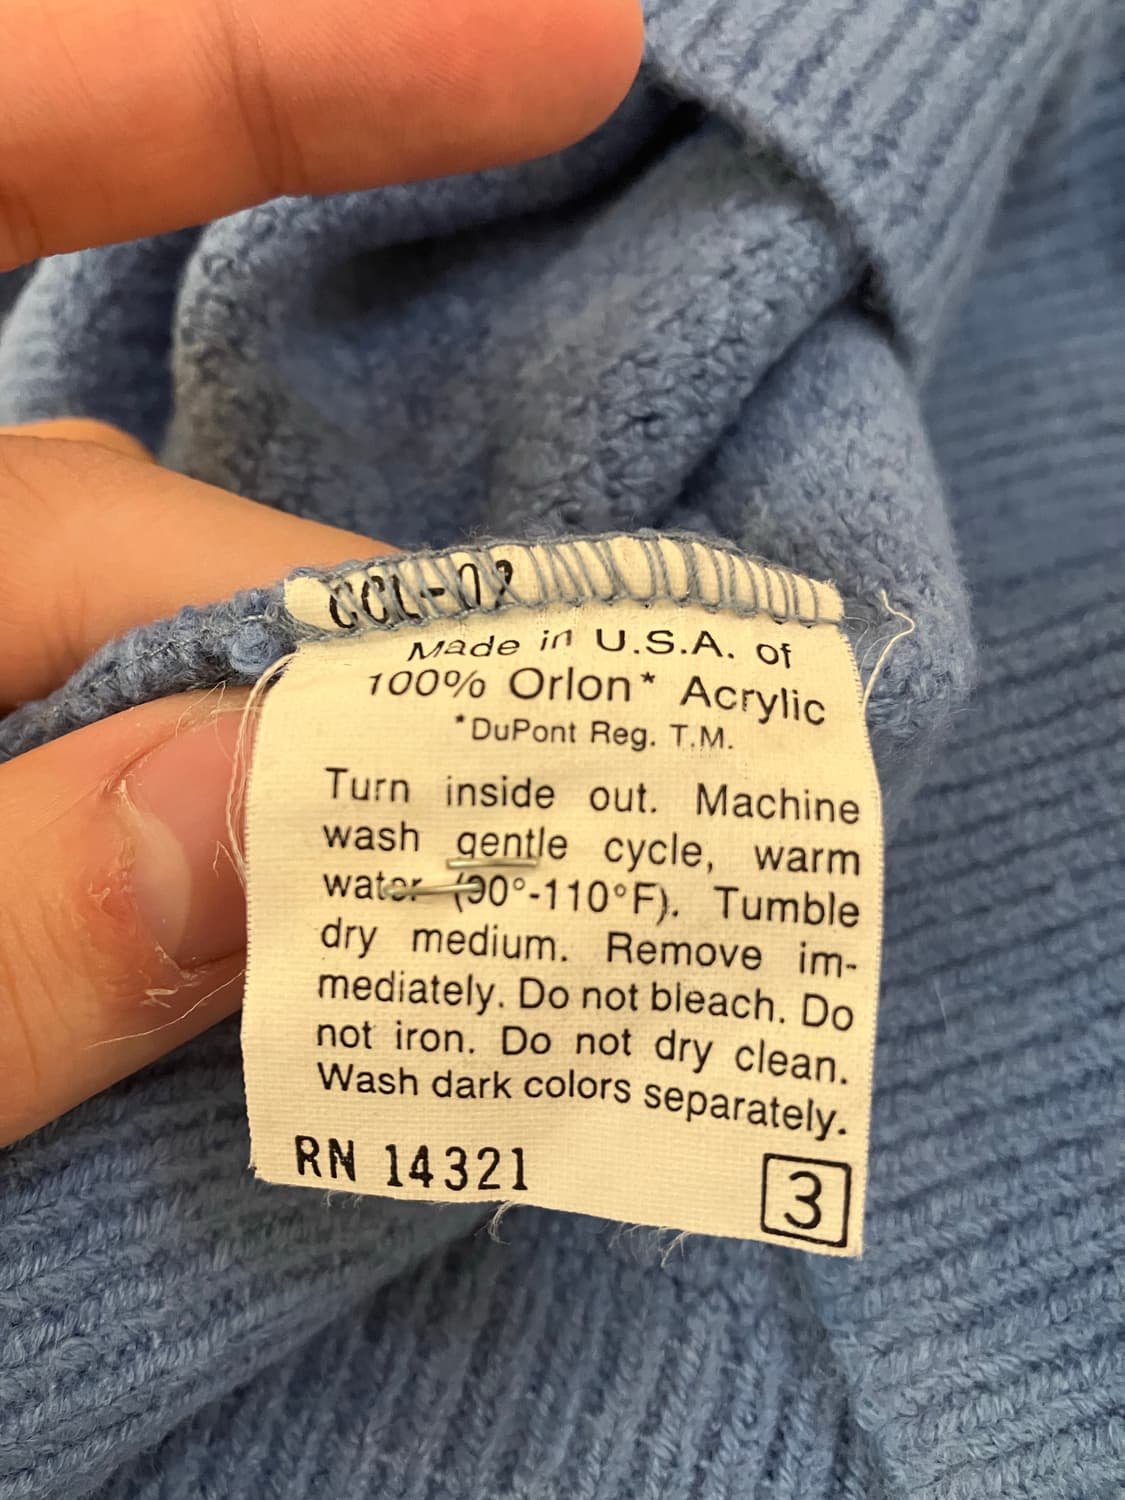 CCL-02
Made in U.S.A. of
100% Orlon* Acrylic
*DuPont Reg. T.M.
Turn inside out. Machine
wash gentle cycle, warm
water (90°-110°F). Tumble
dry medium. Remove im-
mediately. Do not bleach. Do
not iron. Do not dry clean.
Wash dark colors separately.
RN 14321
3